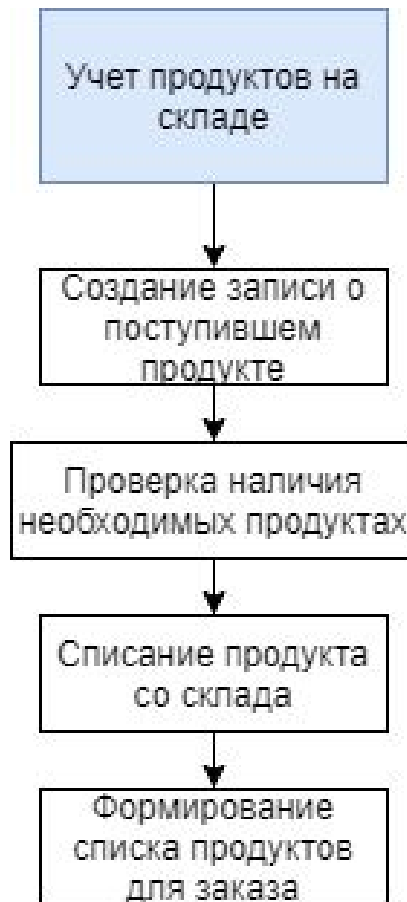 Учет продуктов на
складе
Создание записи о
поступившем
продукте
Проверка наличия
необходимых продуктах
Списание продукта
со склада
Формирование
списка продуктов
для заказа